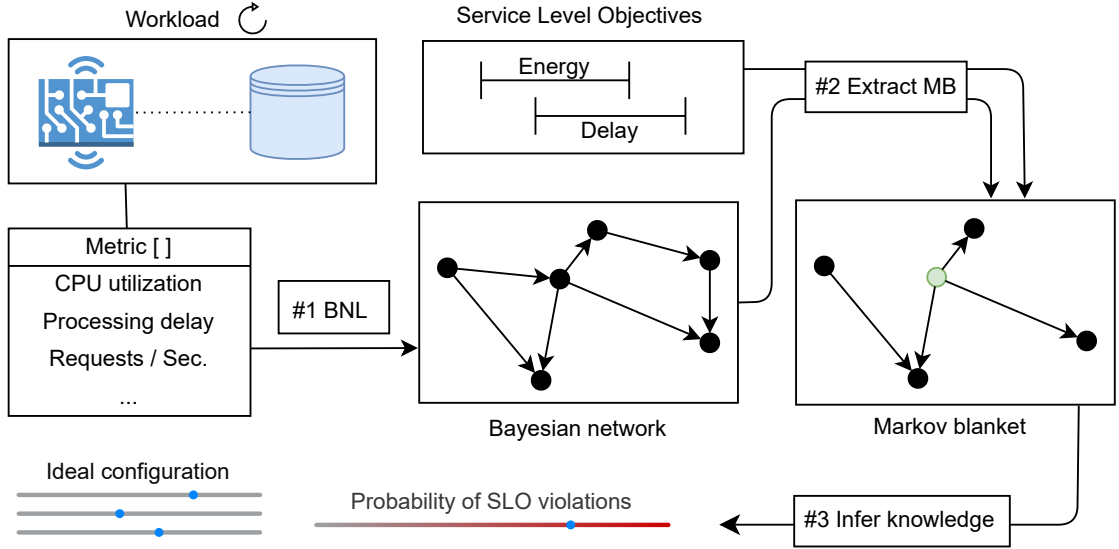 Workload
Service Level Objectives
Energy
Delay
#2 Extract MB
Metric [ ]
CPU utilization
Processing delay
Requests / Sec.
...
#1 BNL
Bayesian network
Markov blanket
Ideal configuration
Probability of SLO violations
#3 Infer knowledge